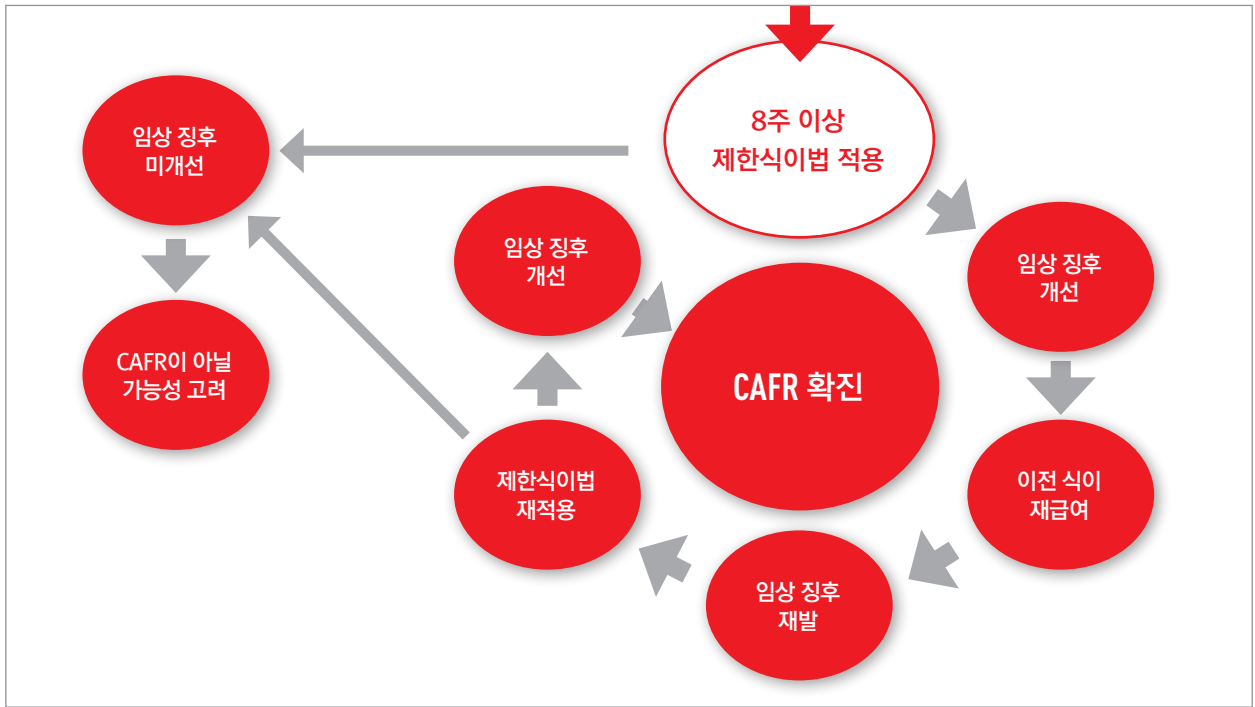 8주 이상
제한식이법 적용
임상 징후
미개선
임상 징후
개선
임상 징후
개선
CAFR이 아닐
가능성 고려
CAFR 확진
제한식이법
재적용
이전 식이
재급여
임상 징후
재발